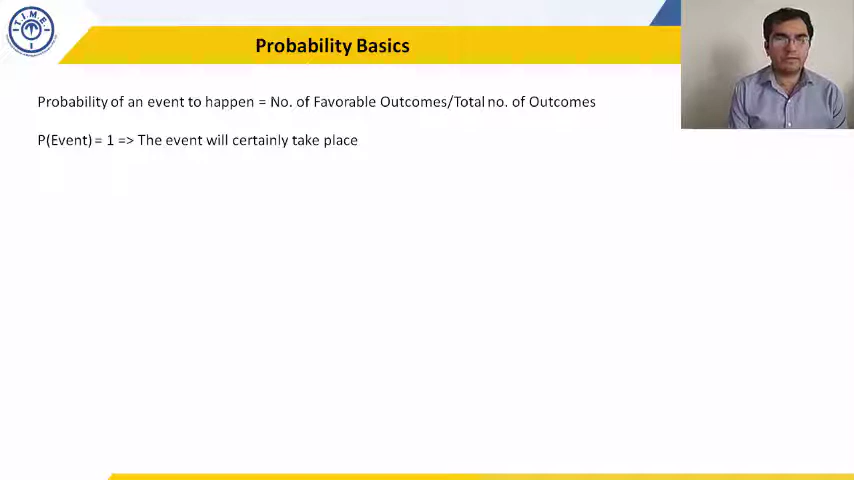 T.I.M.E.I
Probability Basics
Probability of an event to happen = No. of Favorable Outcomes/Total no. of Outcomes
P(Event) = 1 => The event will certainly take place